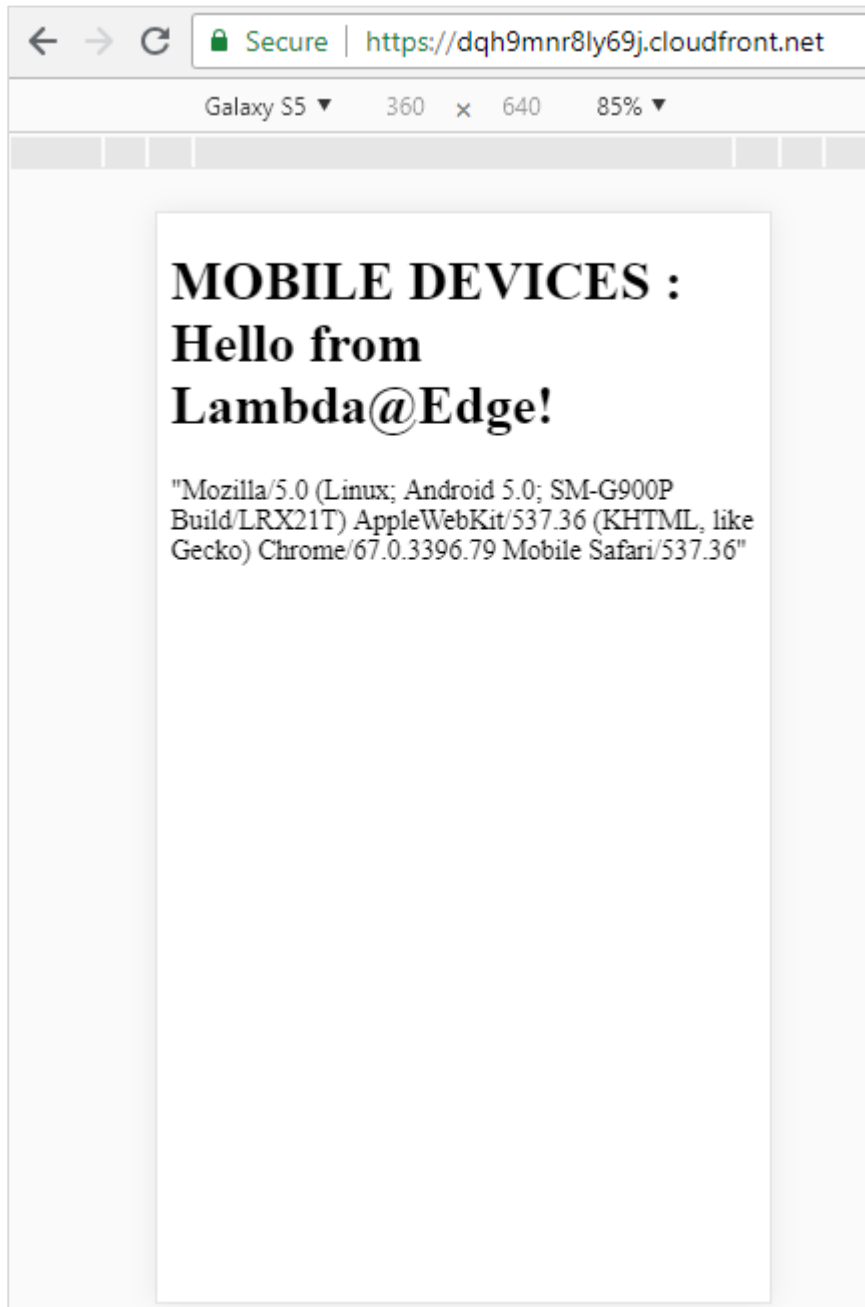 Secure | https://dqh9mnr8ly69j.cloudfront.net
Galaxy S5 ▼ 360 × 640 85% ▼
MOBILE DEVICES :
Hello from
Lambda@Edge!
"Mozilla/5.0 (Linux; Android 5.0; SM-G900P
Build/LRX21T) AppleWebKit/537.36 (KHTML, like
Gecko) Chrome/67.0.3396.79 Mobile Safari/537.36"